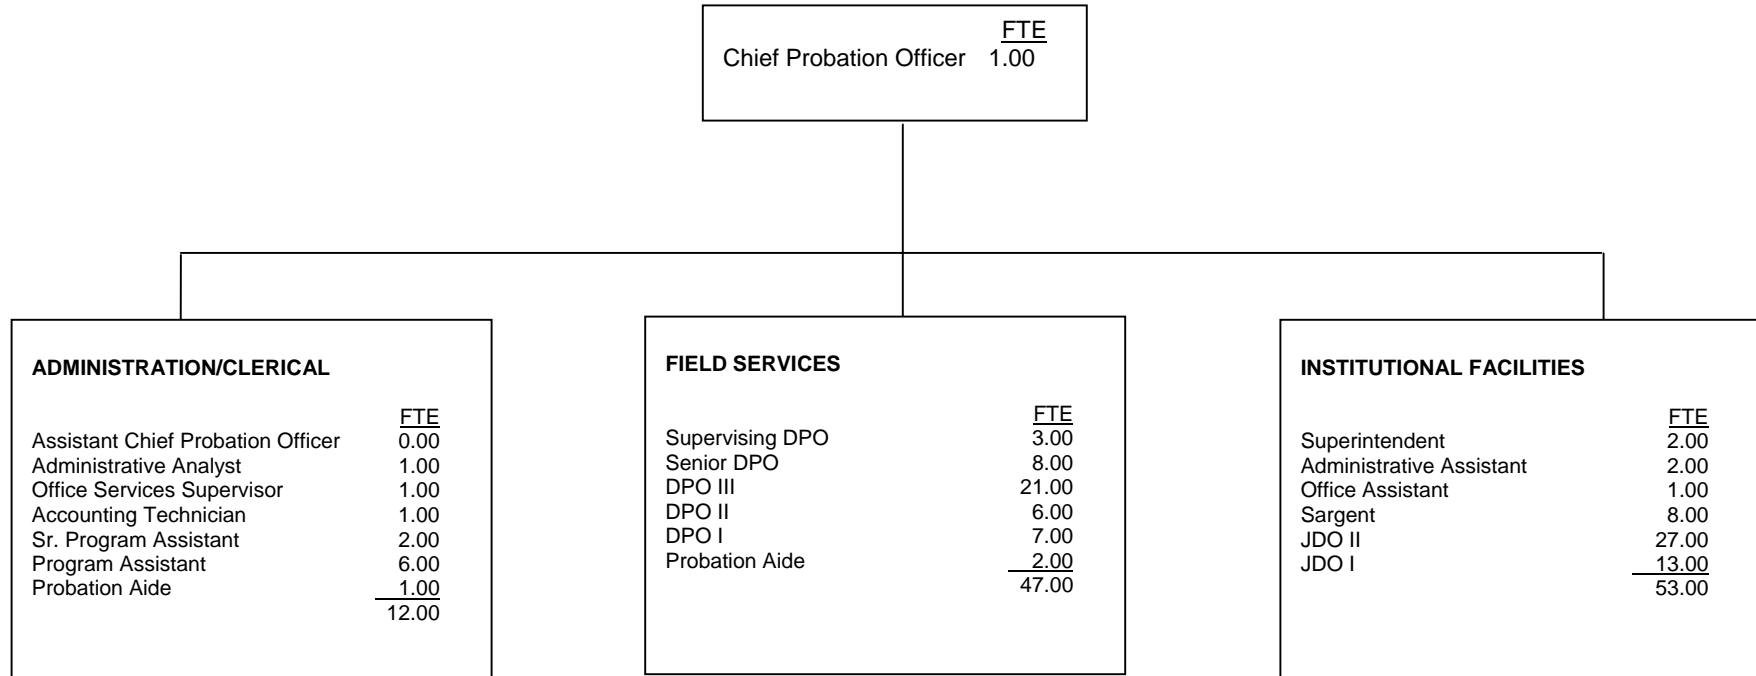 FTE
Chief Probation Officer 1.00
ADMINISTRATION/CLERICAL
FTE
Assistant Chief Probation Officer 0.00
Administrative Analyst 1.00
Office Services Supervisor 1.00
Accounting Technician 1.00
Sr. Program Assistant 2.00
Program Assistant 6.00
Probation Aide 1.00
12.00
FIELD SERVICES
FTE
Supervising DPO 3.00
Senior DPO 8.00
DPO III 21.00
DPO II 6.00
DPO I 7.00
Probation Aide 2.00
47.00
INSTITUTIONAL FACILITIES
FTE
Superintendent 2.00
Administrative Assistant 2.00
Office Assistant 1.00
Sargent 8.00
JDO II 27.00
JDO I 13.00
53.00